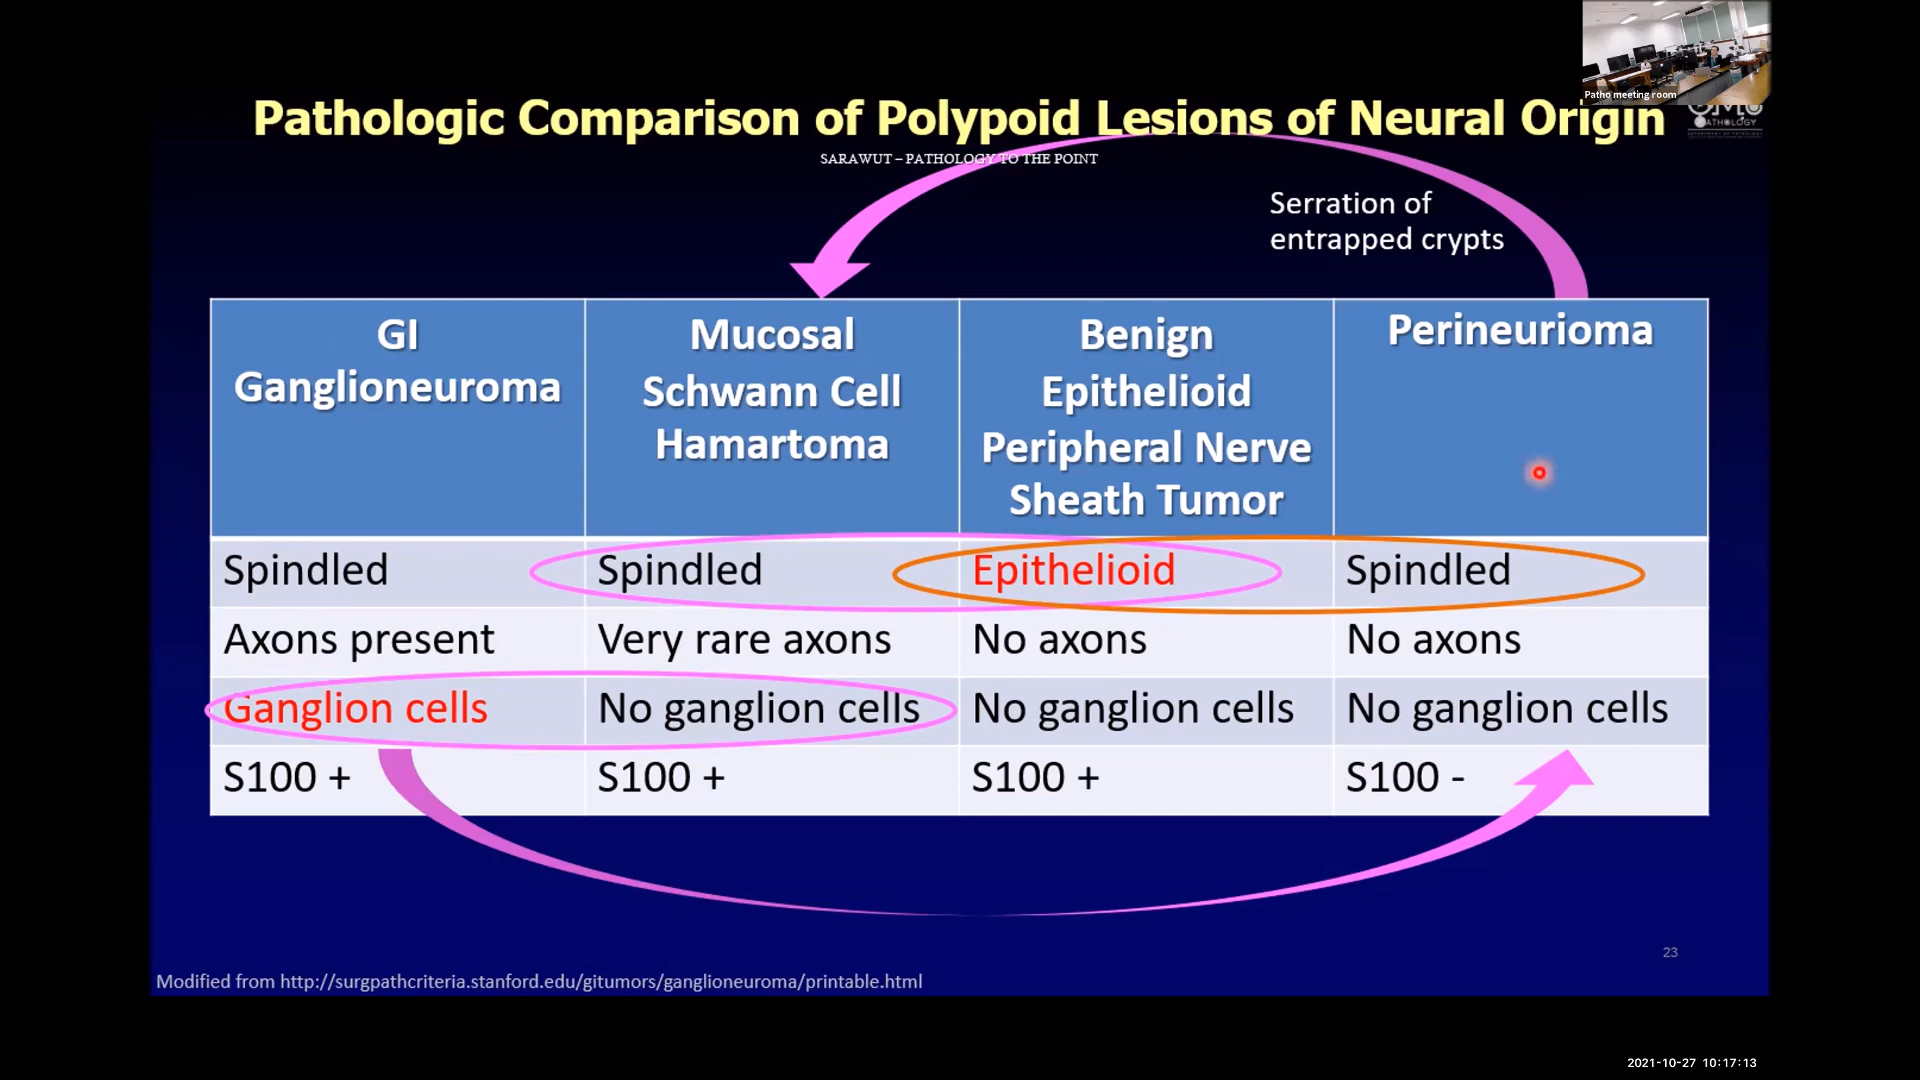 Patho meeting room
Pathologic Comparison of Polypoid Lesions of Neural Origin
PATHOLOGY
SARAWUT – PATHOLOGY TO THE POINT
Serration of
entrapped crypts
GI
Ganglioneuroma
Mucosal
Schwann Cell
Hamartoma
Benign
Epithelioid
Peripheral Nerve
Sheath Tumor
Perineurioma
Spindled
Spindled
Epithelioid
Spindled
Axons present
Very rare axons
No axons
No axons
Ganglion cells
No ganglion cells
No ganglion cells
No ganglion cells
S100 +
S100 +
S100 +
S100 -
23
Modified from http://surgpathcriteria.stanford.edu/gitumors/ganglioneuroma/printable.html
2021-10-27 10:17:13